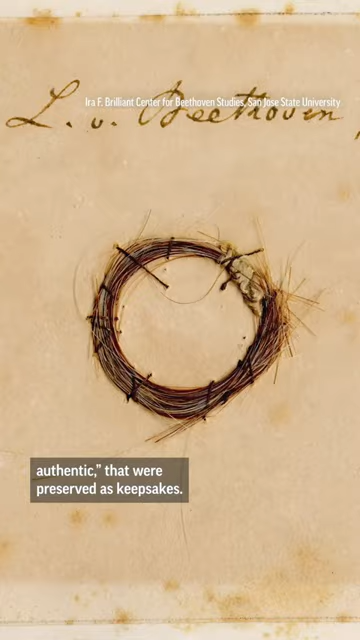 Ira F. Brilliant Center for Beethoven Studies, San Jose State University
L. v. Beethoven,
authentic,” that were
preserved as keepsakes.